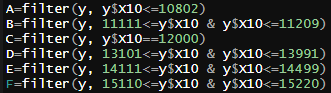 A=filter(y, y$X10<=10802)
B=filter(y, 11111<=y$X10 & y$X10<=11209)
C=filter(y, y$X10==12000)
D=filter(y, 13101<=y$X10 & y$X10<=13991)
E=filter(y, 14111<=y$X10 & y$X10<=14499)
F=filter(y, 15110<=y$X10 & y$X10<=15220)